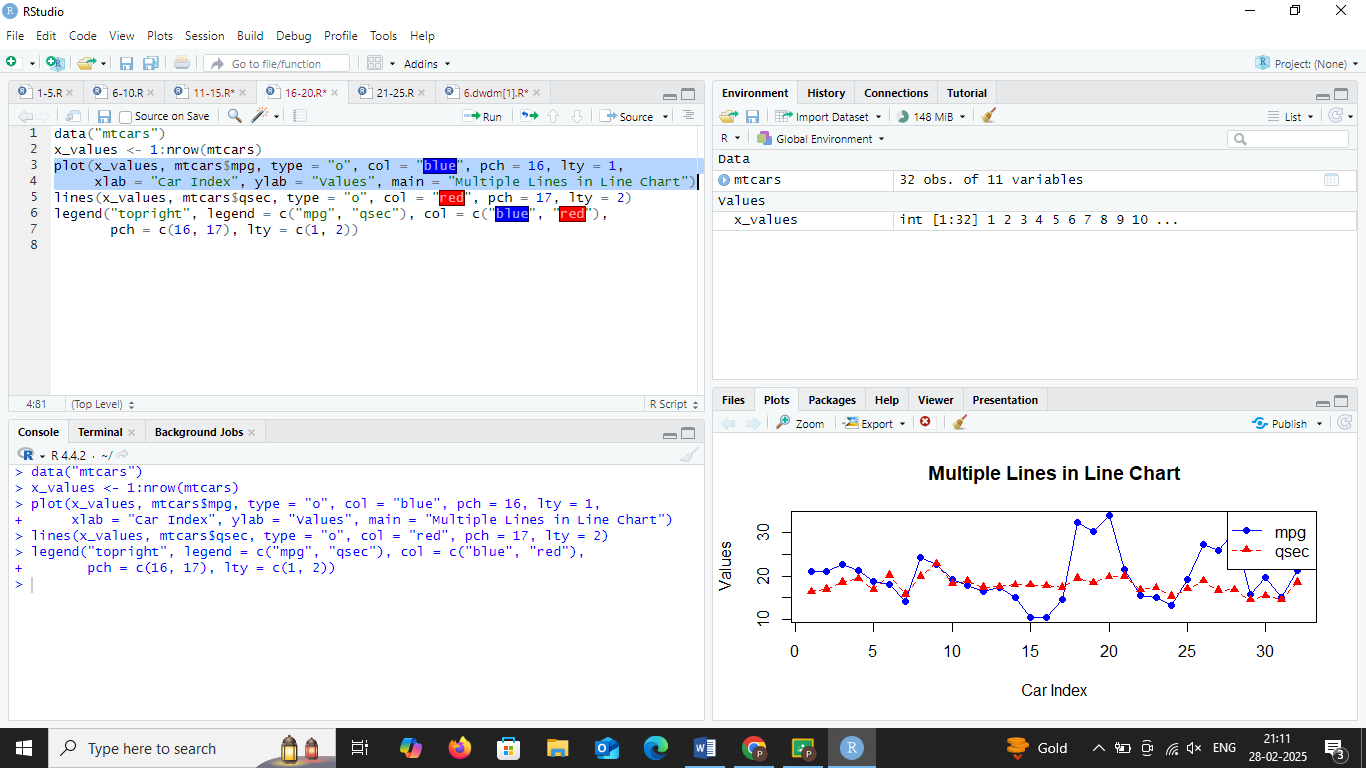 RStudio
File Edit Code View Plots Session Build Debug Profile Tools Help
Go to file/function Addins Project: (None)
1-5.R 6-10.R 11-15.R* 16-20.R* 21-25.R 6.dwdm[1].R*
Source on Save Run Source
1 data("mtcars")
2 x_values <- 1:nrow(mtcars)
3 plot(x_values, mtcars$mpg, type = "o", col = "blue", pch = 16, lty = 1,
4 xlab = "Car Index", ylab = "Values", main = "Multiple Lines in Line Chart")
5 lines(x_values, mtcars$qsec, type = "o", col = "red", pch = 17, lty = 2)
6 legend("topright", legend = c("mpg", "qsec"), col = c("blue", "red"),
7 pch = c(16, 17), lty = c(1, 2))
8
4:81 (Top Level) R Script
Console Terminal Background Jobs
R 4.4.2 · ~/
> data("mtcars")
> x_values <- 1:nrow(mtcars)
> plot(x_values, mtcars$mpg, type = "o", col = "blue", pch = 16, lty = 1,
+ xlab = "Car Index", ylab = "Values", main = "Multiple Lines in Line Chart")
> lines(x_values, mtcars$qsec, type = "o", col = "red", pch = 17, lty = 2)
> legend("topright", legend = c("mpg", "qsec"), col = c("blue", "red"),
+ pch = c(16, 17), lty = c(1, 2))
>
Environment History Connections Tutorial
Import Dataset 148 MiB List
R Global Environment
Data
mtcars 32 obs. of 11 variables
Values
x_values int [1:32] 1 2 3 4 5 6 7 8 9 10 ...
Files Plots Packages Help Viewer Presentation
Zoom Export Publish
Multiple Lines in Line Chart
Values
30
20
10
mpg
qsec
0 5 10 15 20 25 30
Car Index
Type here to search
Gold ENG 21:11
28-02-2025
3